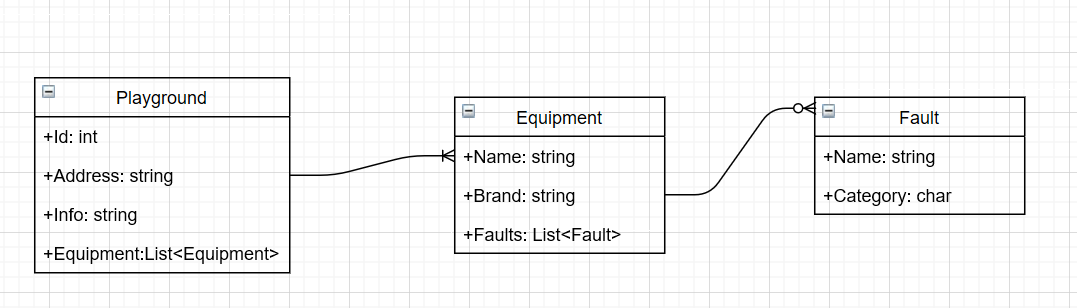 Playground
+Id: int
+Address: string
+Info: string
+Equipment:List<Equipment>
Equipment
+Name: string
+Brand: string
+Faults: List<Fault>
Fault
+Name: string
+Category: char